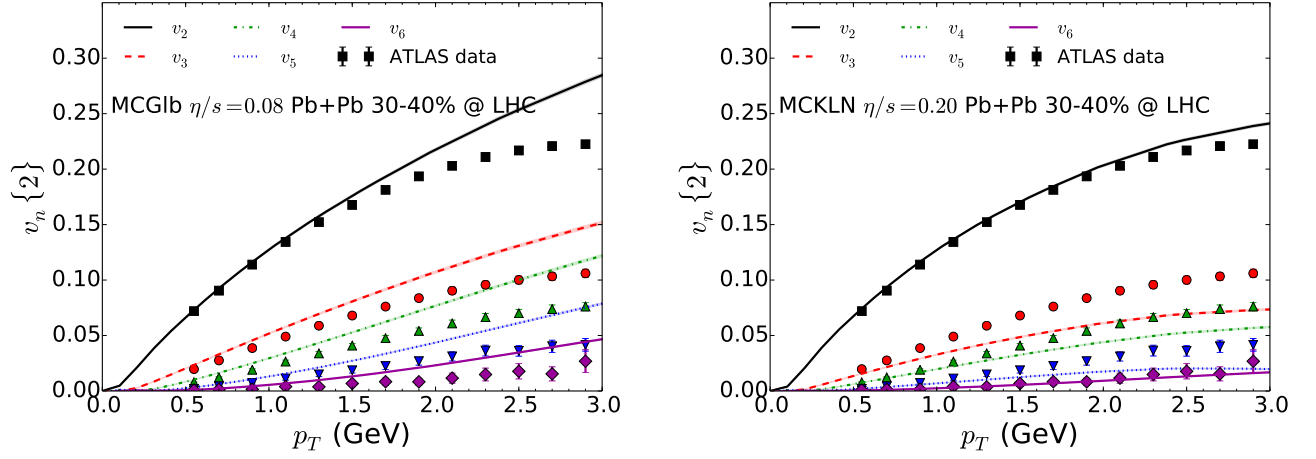 v₂ v₄ v₆
v₃ v₅ ATLAS data
MCGlb η/s=0.08 Pb+Pb 30-40% @ LHC
vₙ{2}
0.30
0.25
0.20
0.15
0.10
0.05
0.00
0.0 0.5 1.0 1.5 2.0 2.5 3.0
p_T (GeV)
v₂ v₄ v₆
v₃ v₅ ATLAS data
MCKLN η/s=0.20 Pb+Pb 30-40% @ LHC
vₙ{2}
0.30
0.25
0.20
0.15
0.10
0.05
0.00
0.0 0.5 1.0 1.5 2.0 2.5 3.0
p_T (GeV)